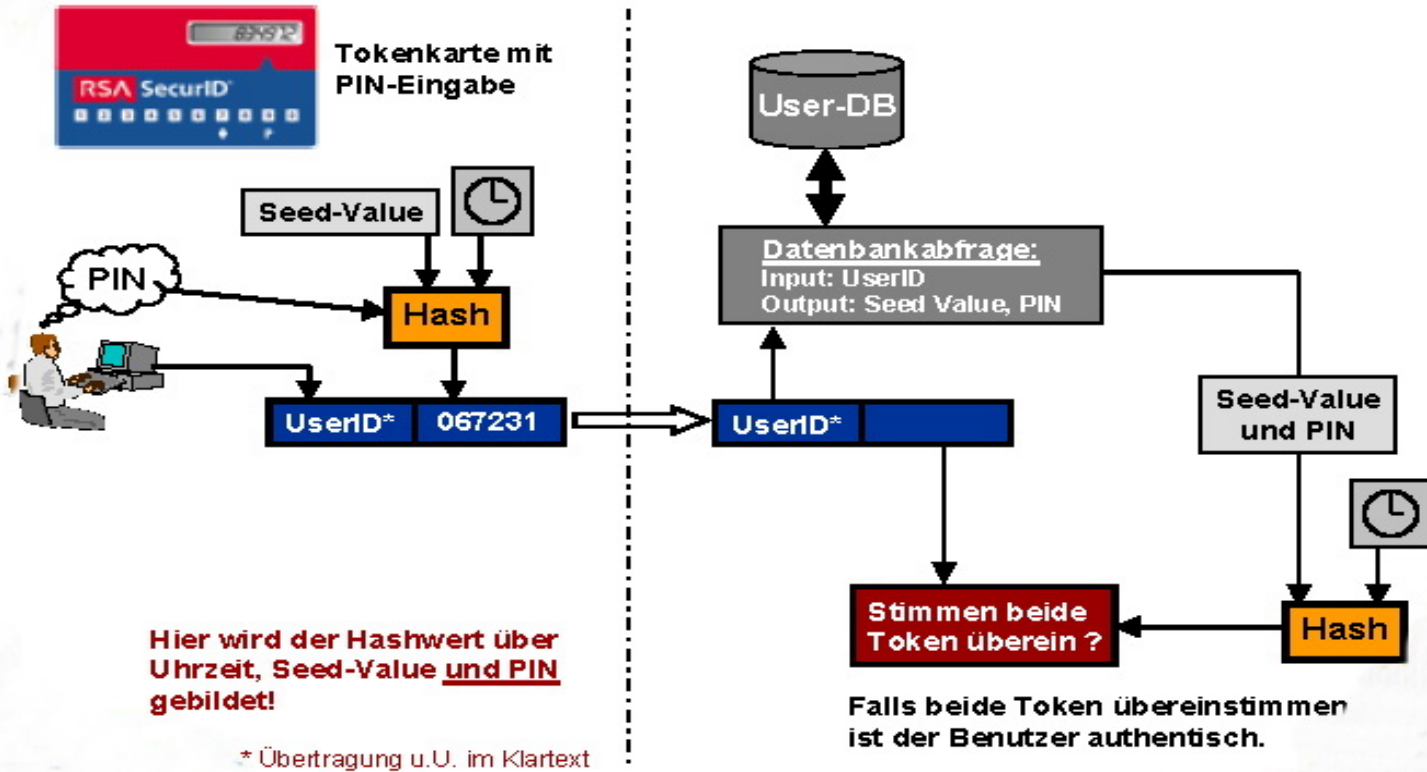 Tokenkarte mit
PIN-Eingabe
RSA SecurID
Seed-Value
PIN
Hash
UserID*
067231
Hier wird der Hashwert über
Uhrzeit, Seed-Value und PIN
gebildet!
* Übertragung u.U. im Klartext
User-DB
Datenbankabfrage:
Input: UserID
Output: Seed Value, PIN
UserID*
Seed-Value
und PIN
Stimmen beide
Token überein ?
Hash
Falls beide Token übereinstimmen
ist der Benutzer authentisch.